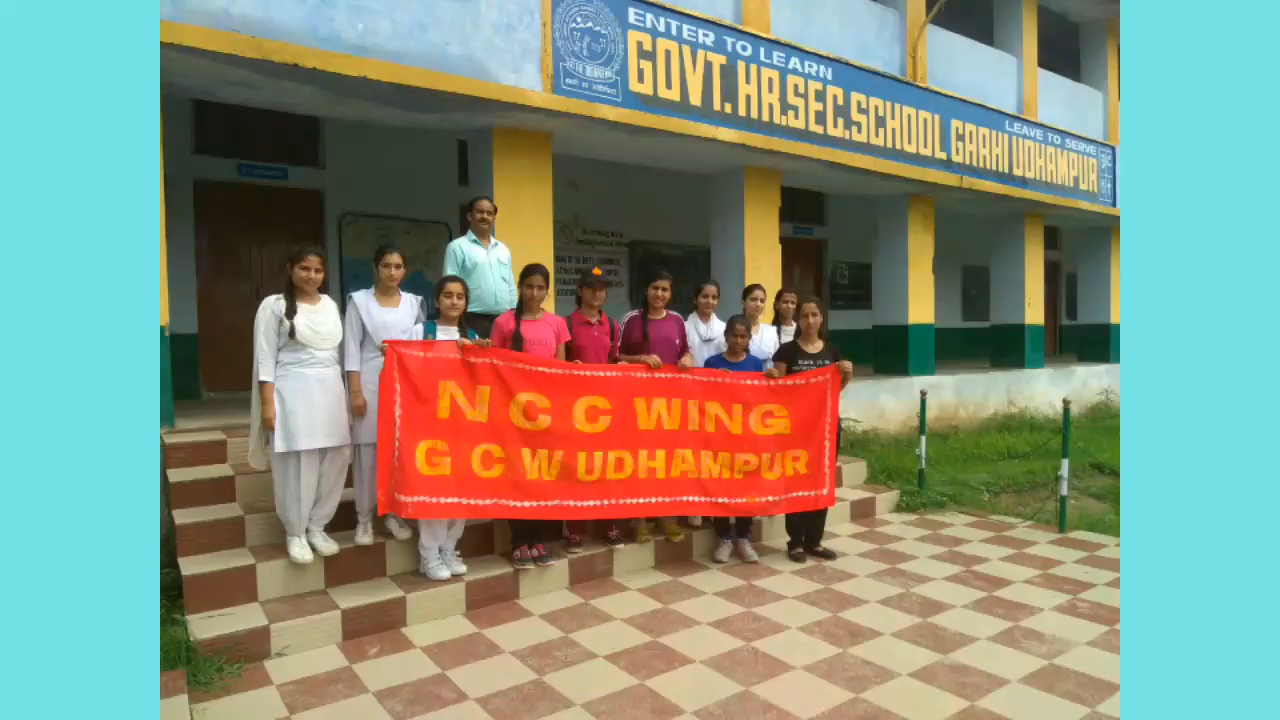 ENTER TO LEARN
GOVT. HR.SEC.SCHOOL GARHI UDHAMPUR
LEAVE TO SERVE
N C C WING
G C W UDHAMPUR